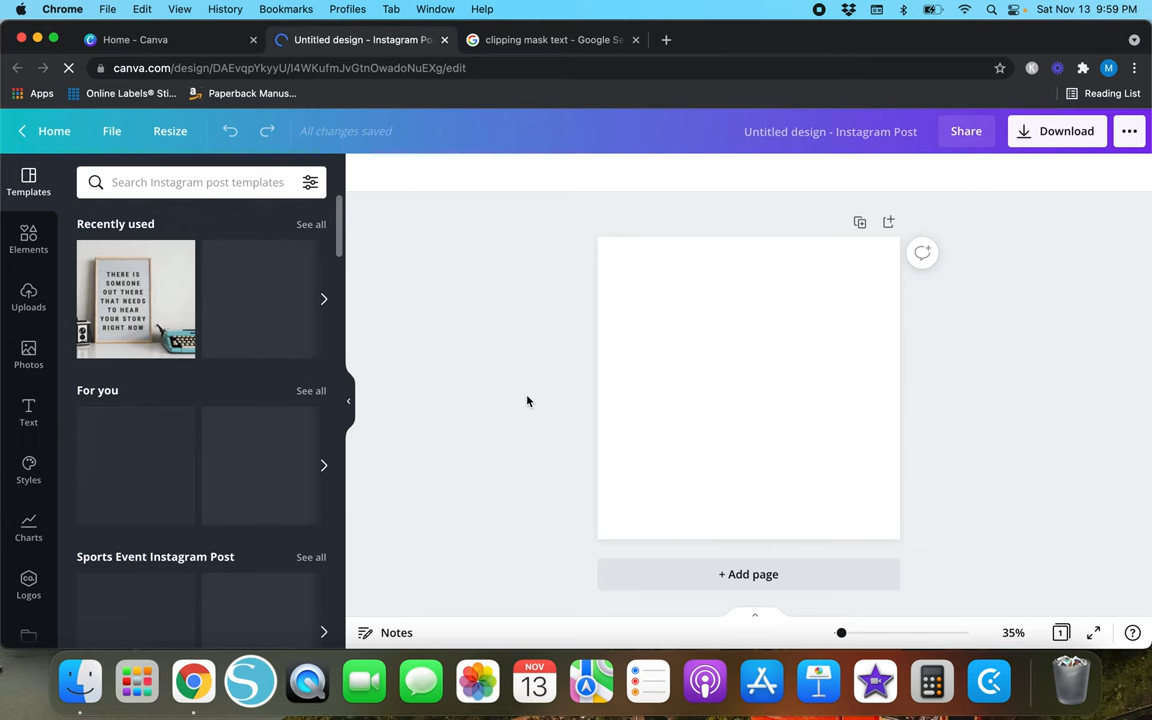 Chrome File Edit View History Bookmarks Profiles Tab Window Help Sat Nov 13 9:59 PM
Home - Canva Untitled design - Instagram Po clipping mask text - Google Se
canva.com/design/DAEvqpYkyyU/I4WKufmJvGtnOwadoNuEXg/edit
Apps Online Labels® Sti... Paperback Manus... Reading List
Home File Resize All changes saved Untitled design - Instagram Post Share Download
Templates
Search Instagram post templates
Recently used See all
Elements
THERE IS
SOMEONE
OUT THERE
THAT NEEDS
TO HEAR
YOUR STORY
RIGHT NOW
Uploads
Photos
For you See all
Text
Styles
Charts
Sports Event Instagram Post See all
CO.
Logos
+ Add page
Notes 35% 1
NOV
13